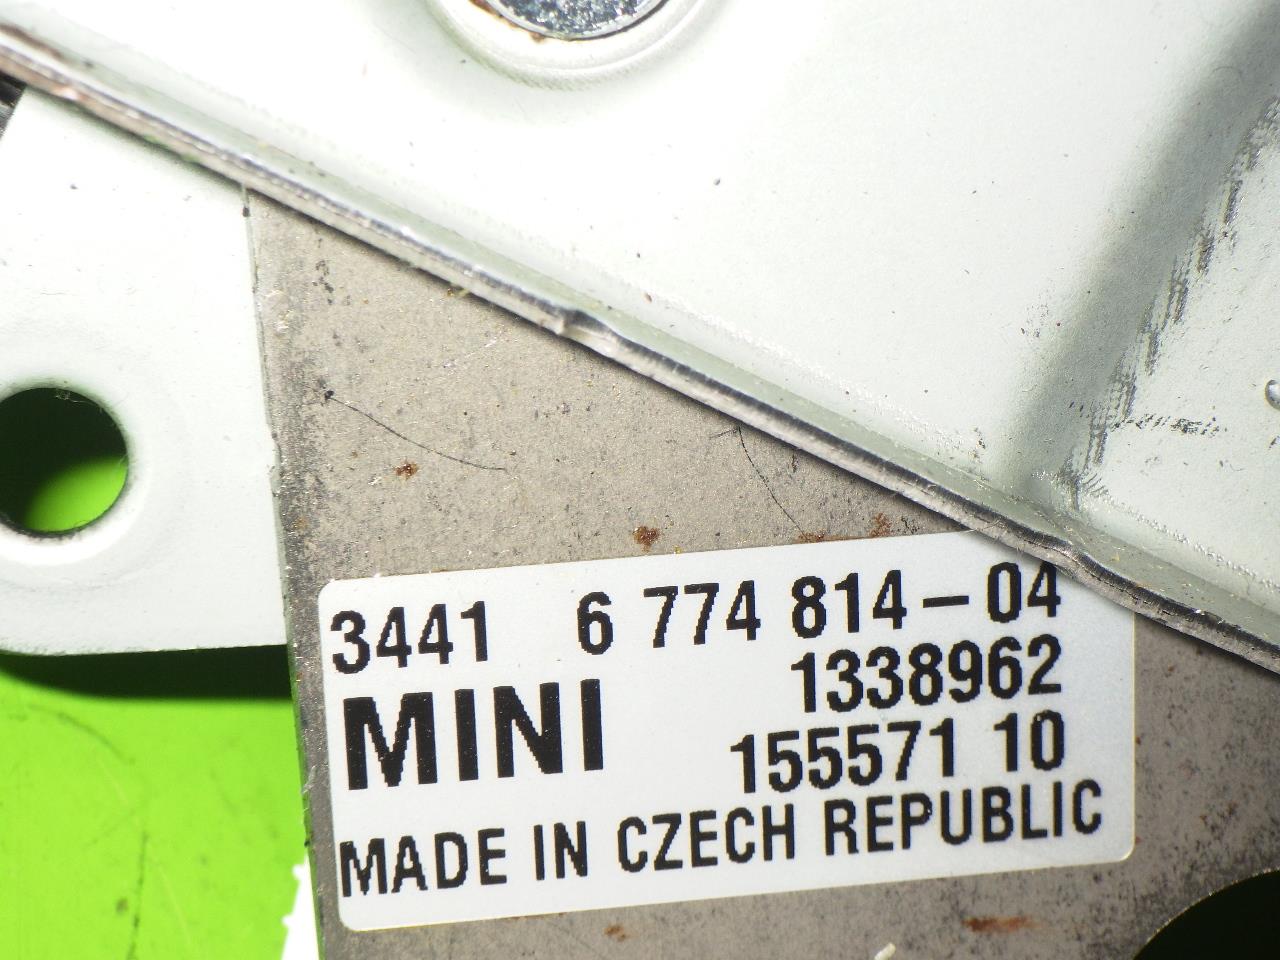 3441 6 774 814-04
1338962
MINI 155571 10
MADE IN CZECH REPUBLIC